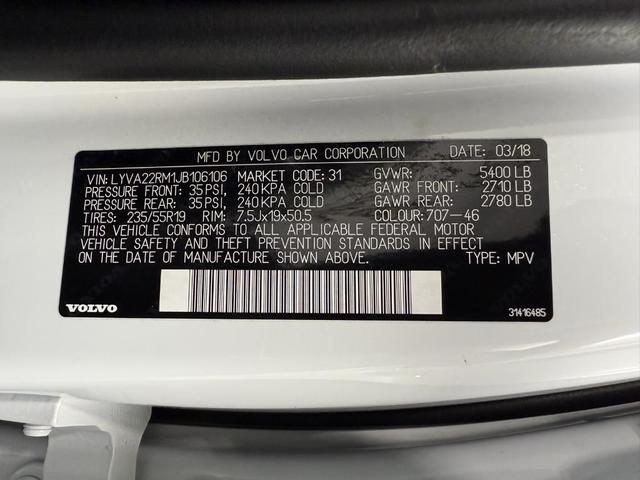 MFD BY VOLVO CAR CORPORATION DATE: 03/18
VIN: LYVA22RM1JB106106 MARKET CODE: 31 GVWR: 5400 LB
PRESSURE FRONT: 35 PSI, 240 KPA COLD GAWR FRONT: 2710 LB
PRESSURE REAR: 35 PSI, 240 KPA COLD GAWR REAR: 2780 LB
TIRES: 235/55R19 RIM: 7,5Jx19x50,5 COLOUR: 707-46
THIS VEHICLE CONFORMS TO ALL APPLICABLE FEDERAL MOTOR
VEHICLE SAFETY AND THEFT PREVENTION STANDARDS IN EFFECT
ON THE DATE OF MANUFACTURE SHOWN ABOVE. TYPE: MPV
VOLVO 31416485